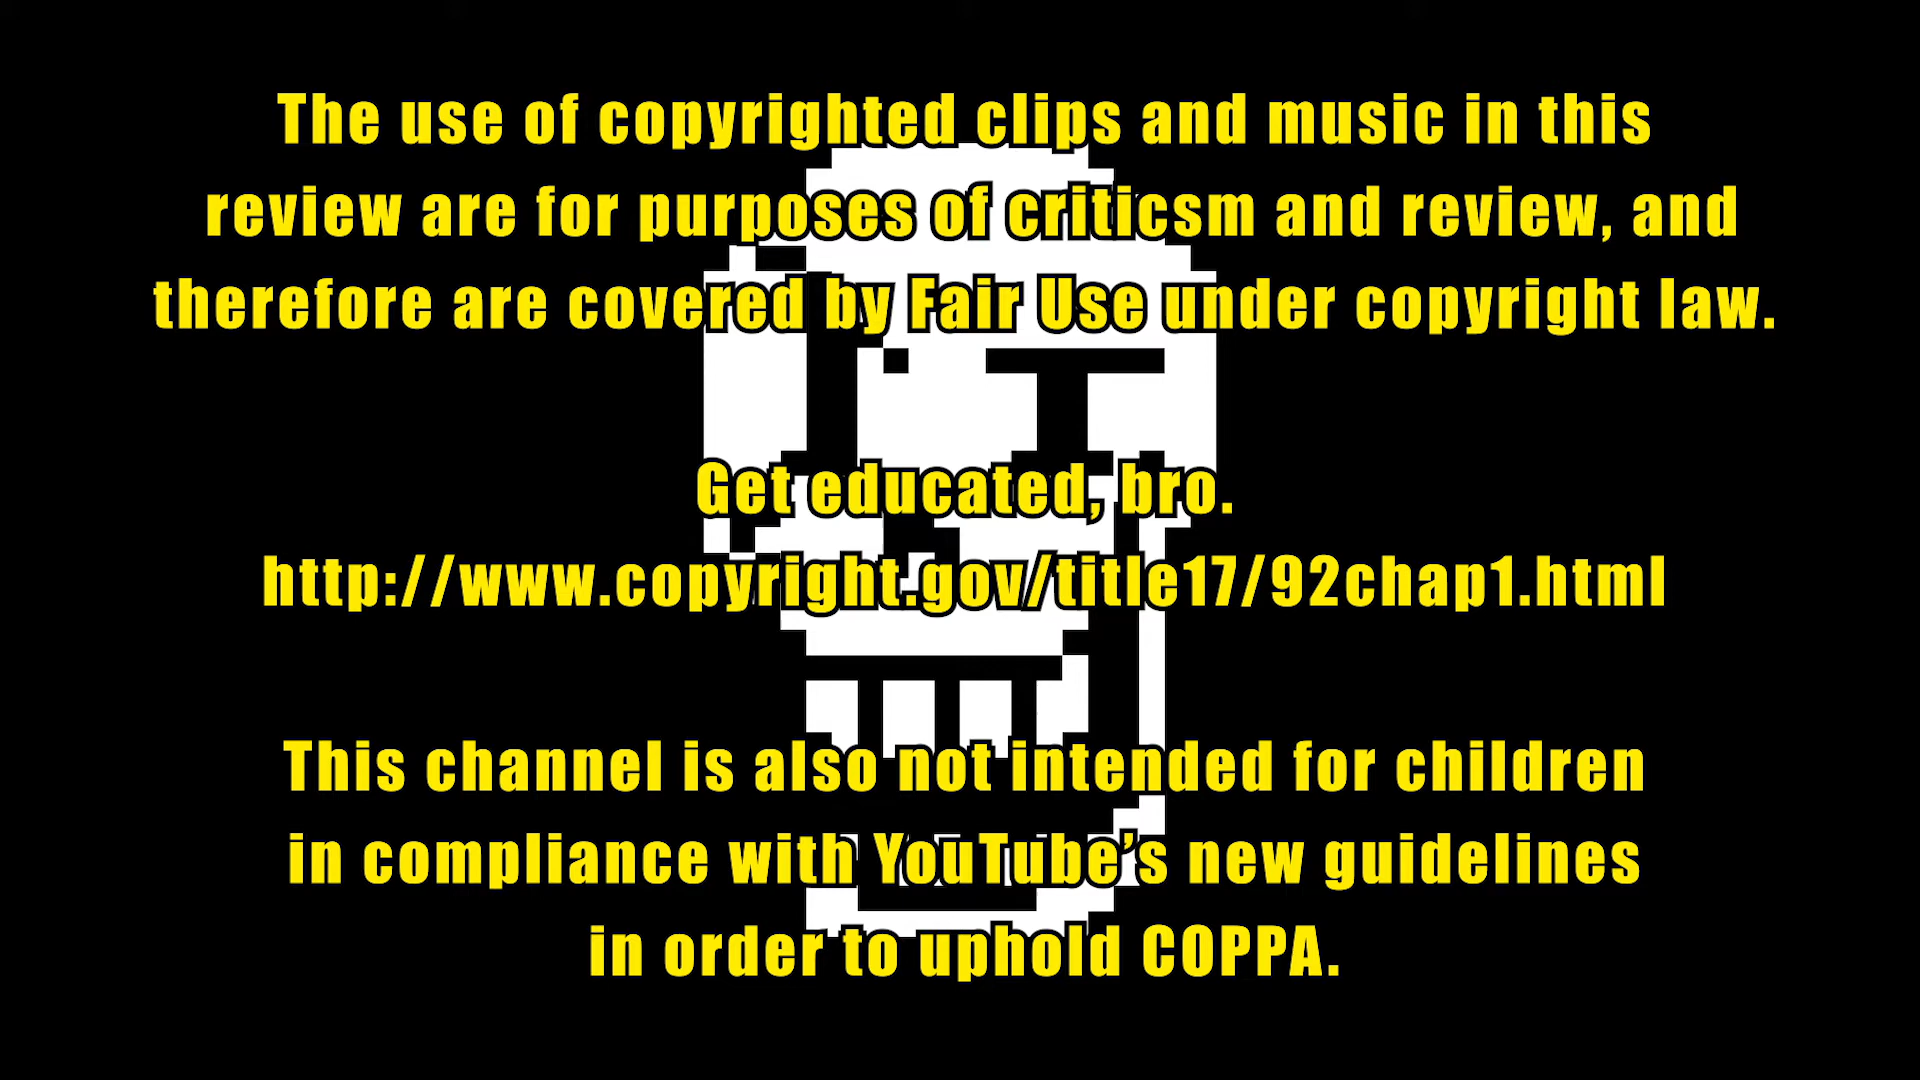 The use of copyrighted clips and music in this
review are for purposes of criticsm and review, and
therefore are covered by Fair Use under copyright law.
Get educated, bro.
http://www.copyright.gov/title17/92chap1.html
This channel is also not intended for children
in compliance with YouTube’s new guidelines
in order to uphold COPPA.